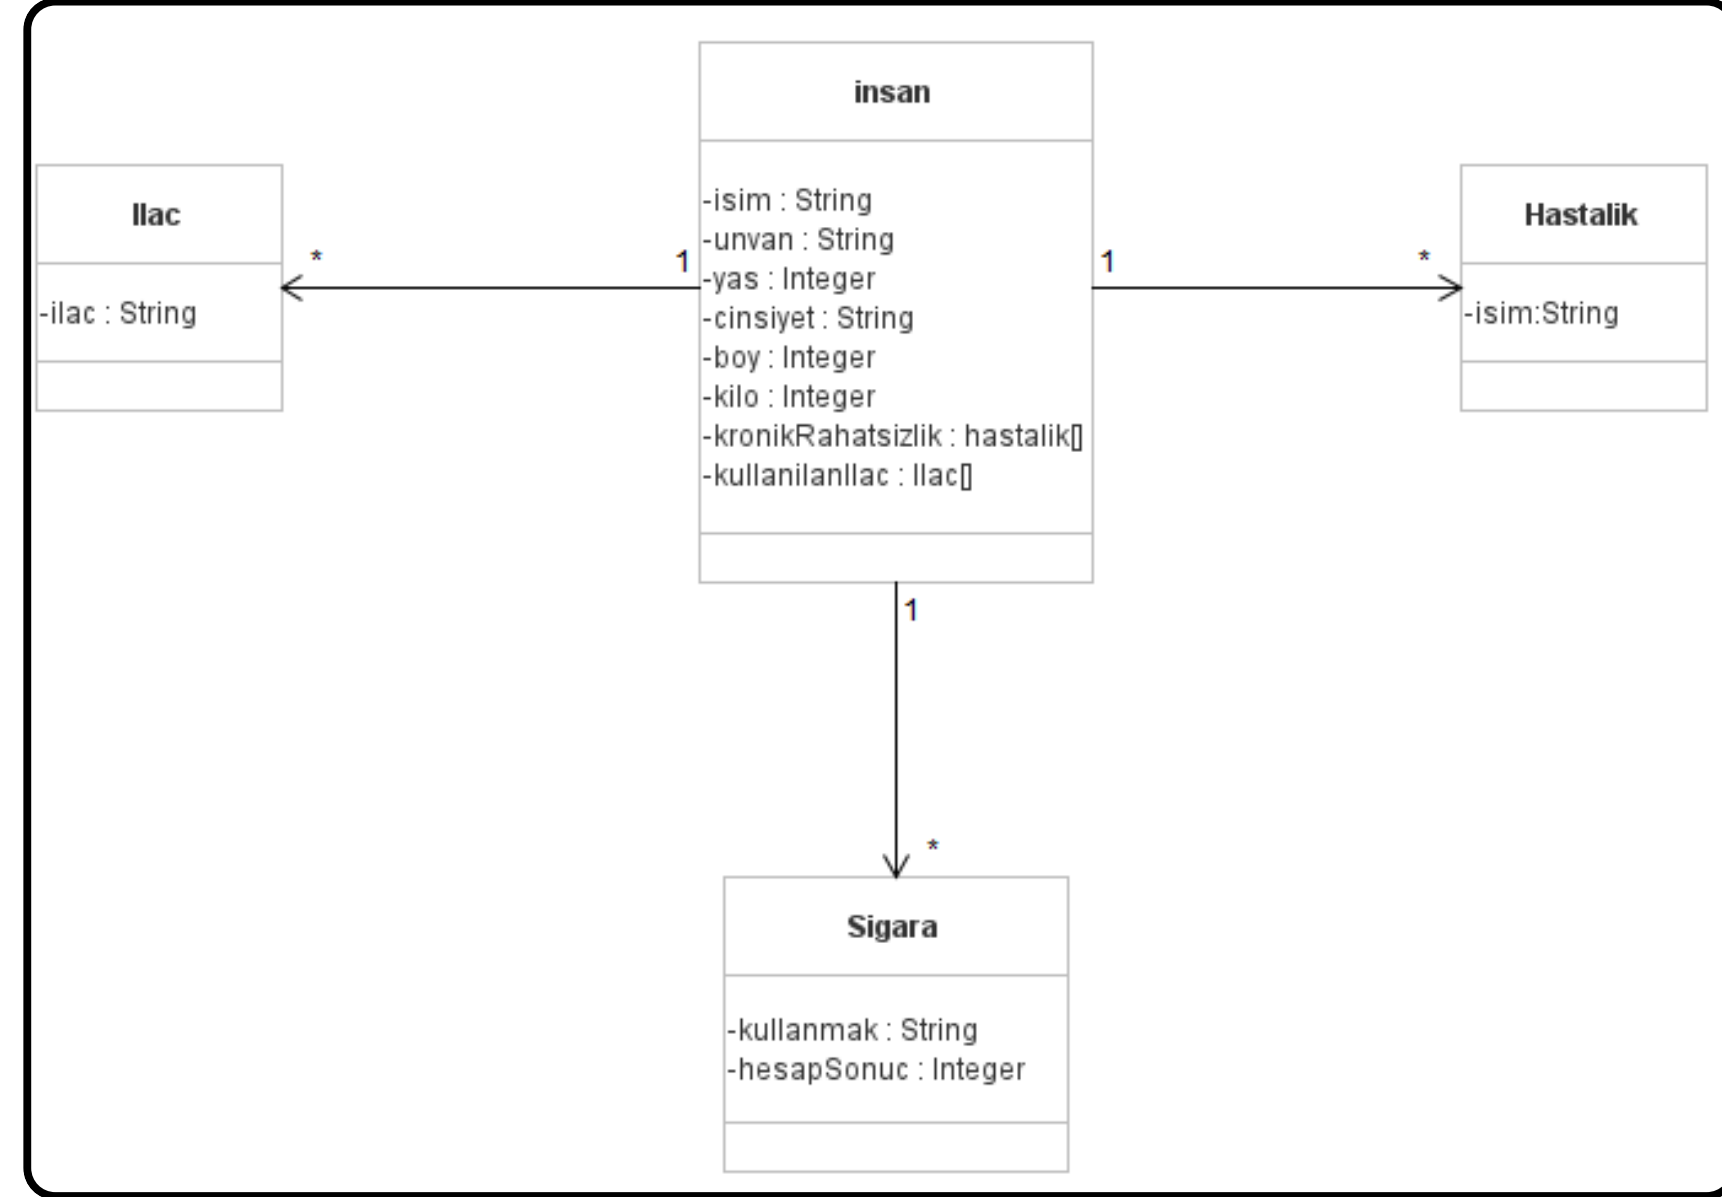 insan
-isim : String
-unvan : String
-yas : Integer
-cinsiyet : String
-boy : Integer
-kilo : Integer
-kronikRahatsizlik : hastalik[]
-kullanilanIlac : Ilac[]
Ilac
-ilac : String
* 1
1 *
Hastalik
-isim:String
1
*
Sigara
-kullanmak : String
-hesapSonuc : Integer